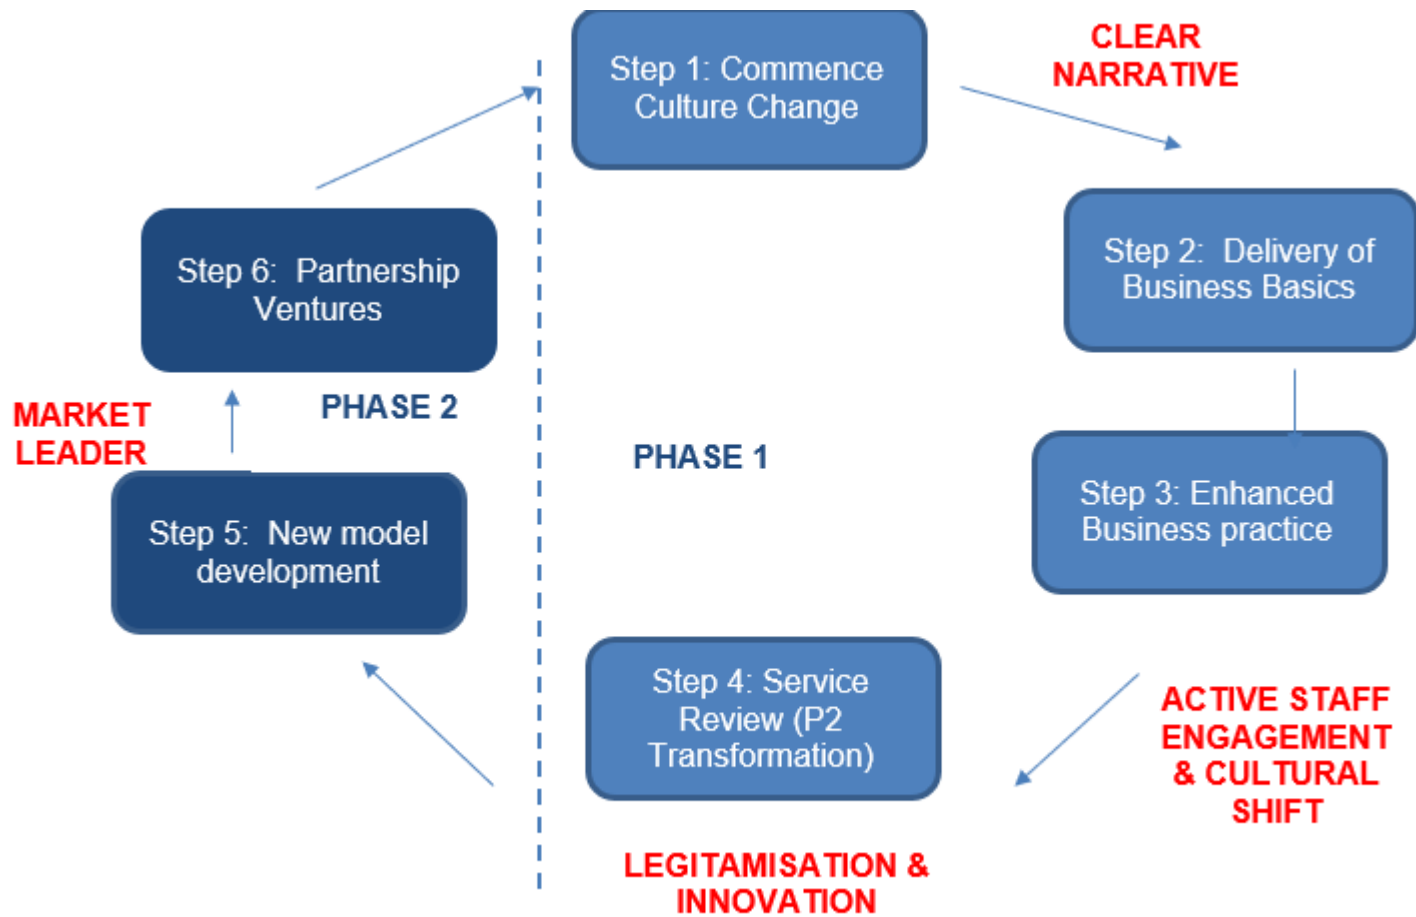 Step 1: Commence
Culture Change
CLEAR
NARRATIVE
Step 2:  Delivery of
Business Basics
Step 3: Enhanced
Business practice
ACTIVE STAFF
ENGAGEMENT
& CULTURAL
SHIFT
Step 4: Service
Review (P2
Transformation)
LEGITAMISATION &
INNOVATION
Step 5:  New model
development
MARKET
LEADER
Step 6:  Partnership
Ventures
PHASE 2
PHASE 1